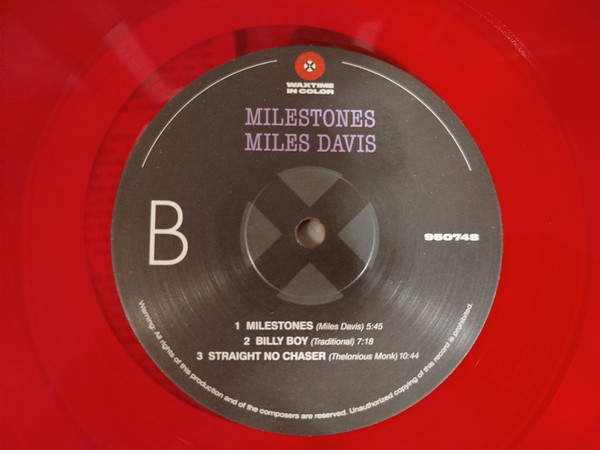 WAXTIME
IN COLOR
MILESTONES
MILES DAVIS
B
950748
1 MILESTONES (Miles Davis) 5:45
2 BILLY BOY (Traditional) 7:18
3 STRAIGHT NO CHASER (Thelonious Monk) 10:44
Warning: All rights of this production and of the composers are reserved. Unauthorized copying of this record is prohibited.